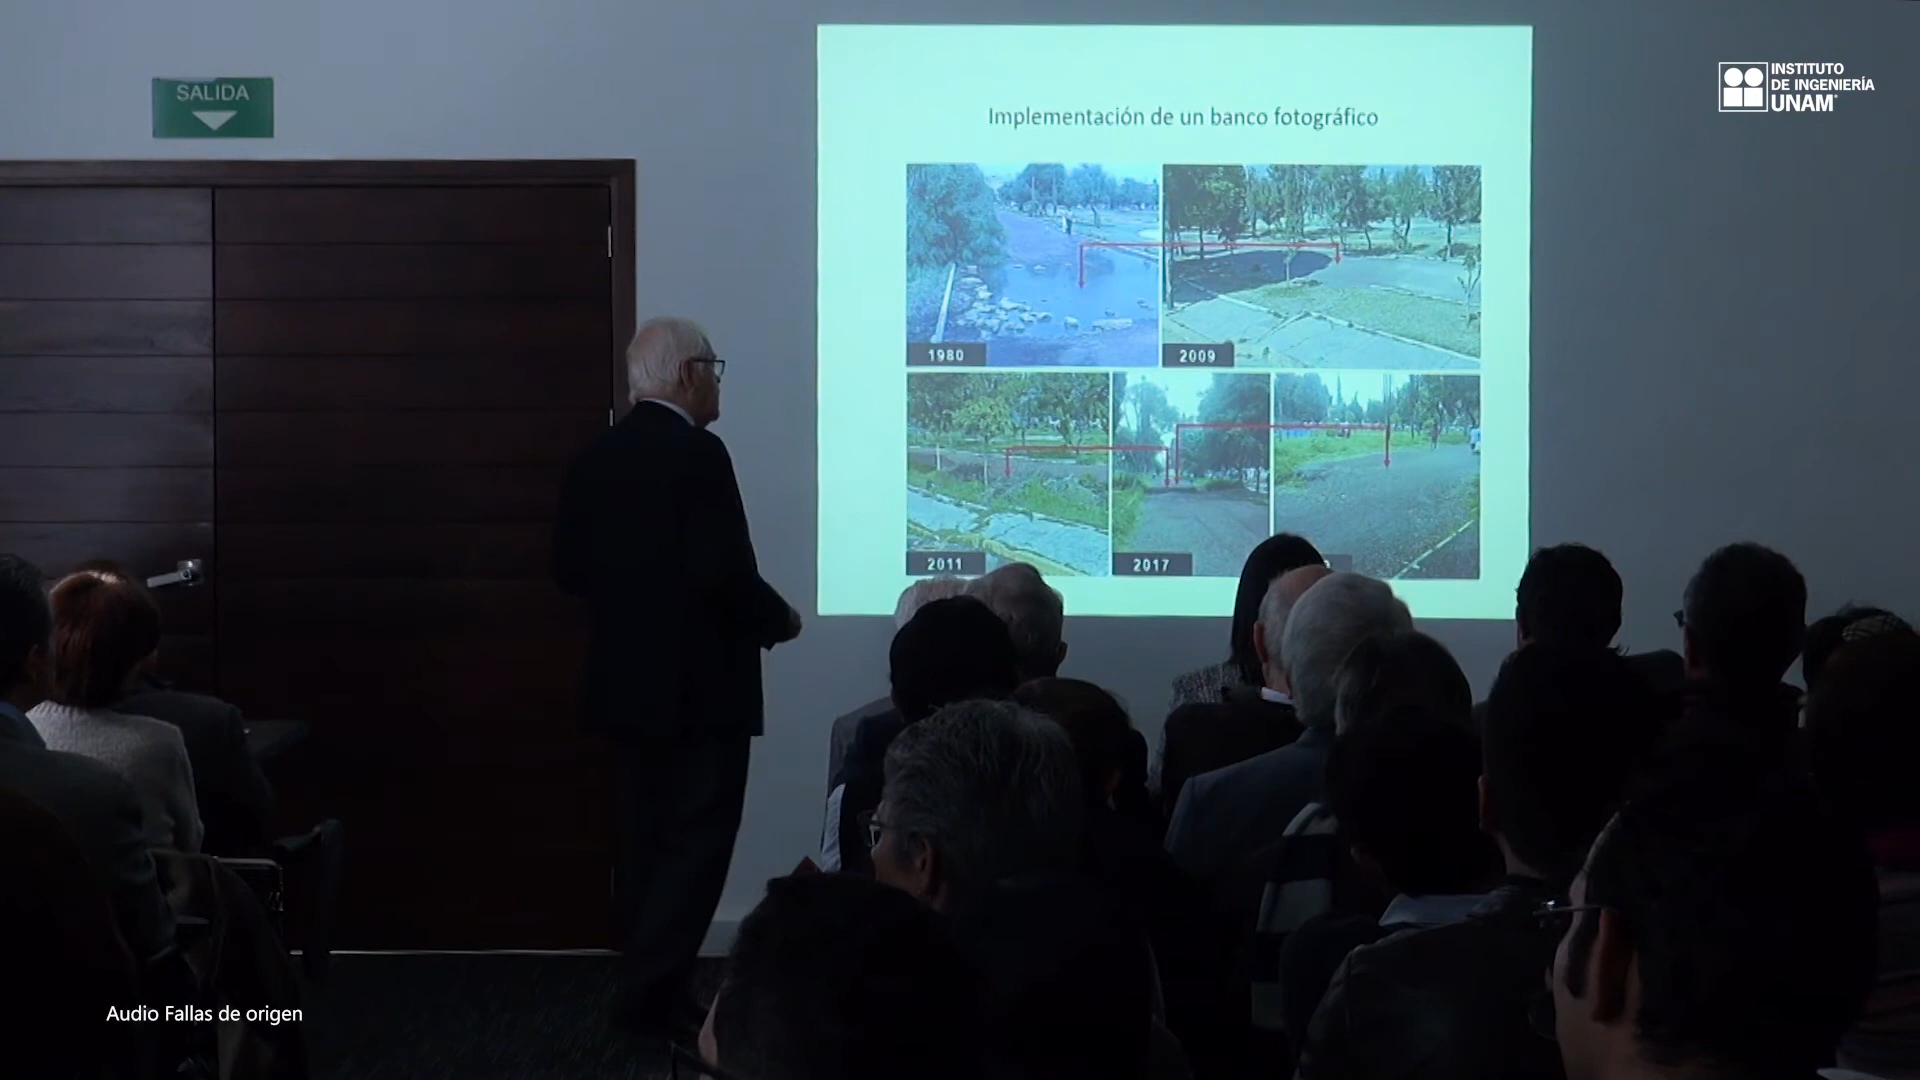 SALIDA
INSTITUTO
DE INGENIERÍA
UNAM
Implementación de un banco fotográfico
1980
2009
2011
2017
Audio Fallas de origen